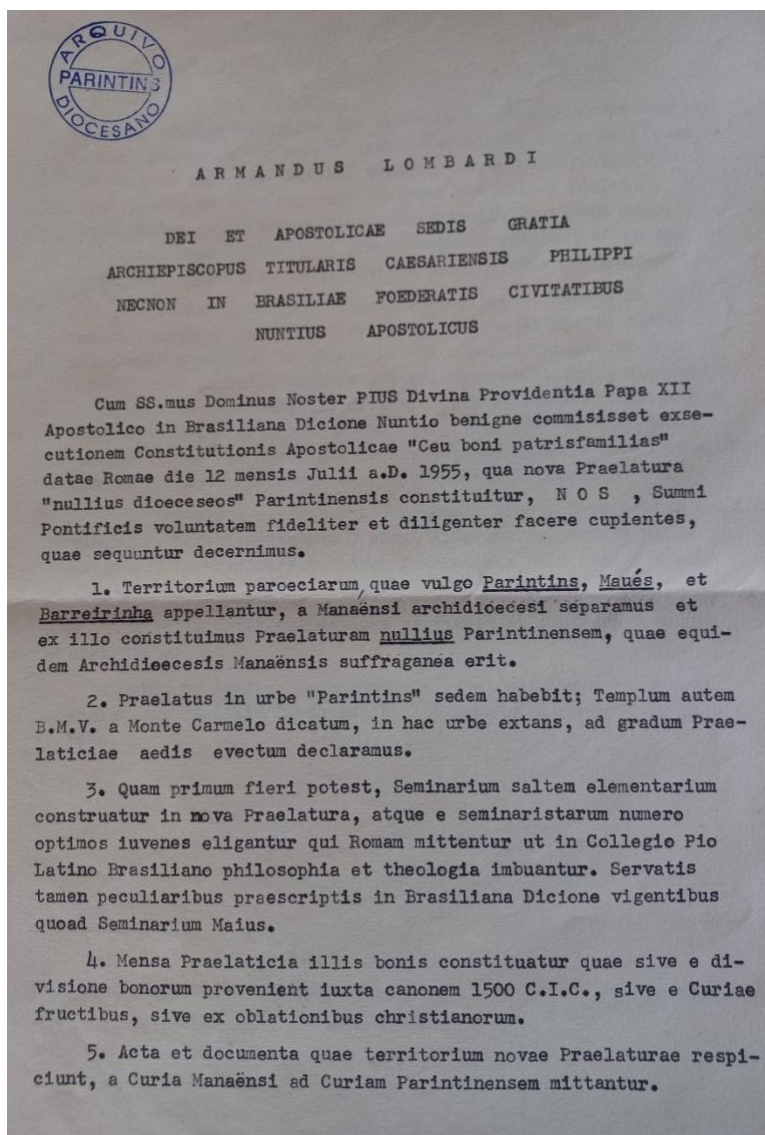 ARQUIVO
PARINTINS
DIOCESANO
ARMANDUS LOMBARDI
DEI ET APOSTOLICAE SEDIS GRATIA
ARCHIEPISCOPUS TITULARIS CAESARIENSIS PHILIPPI
NECNON IN BRASILIAE FOEDERATIS CIVITATIBUS
NUNTIUS APOSTOLICUS
Cum SS.mus Dominus Noster PIUS Divina Providentia Papa XII
Apostolico in Brasiliana Dicione Nuntio benigne commisisset exse-
cutionem Constitutionis Apostolicae "Ceu boni patrisfamilias"
datae Romae die 12 mensis Julii a.D. 1955, qua nova Praelatura
"nullius dioeceseos" Parintinensis constituitur, N O S , Summi
Pontificis voluntatem fideliter et diligenter facere cupientes,
quae sequuntur decernimus.
1. Territorium paroeciarum, quae vulgo Parintins, Maués, et
Barreirinha appellantur, a Manaënsi archidioecesi separamus et
ex illo constituimus Praelaturam nullius Parintinensem, quae equi-
dem Archidioecesis Manaënsis suffraganea erit.
2. Praelatus in urbe "Parintins" sedem habebit; Templum autem
B.M.V. a Monte Carmelo dicatum, in hac urbe extans, ad gradum Prae-
laticiae aedis evectum declaramus.
3. Quam primum fieri potest, Seminarium saltem elementarium
construatur in nova Praelatura, atque e seminaristarum numero
optimos iuvenes eligantur qui Romam mittentur ut in Collegio Pio
Latino Brasiliano philosophia et theologia imbuantur. Servatis
tamen peculiaribus praescriptis in Brasiliana Dicione vigentibus
quoad Seminarium Maius.
4. Mensa Praelaticia illis bonis constituatur quae sive e di-
visione bonorum provenient iuxta canonem 1500 C.I.C., sive e Curiae
fructibus, sive ex oblationibus christianorum.
5. Acta et documenta quae territorium novae Praelaturae respi-
ciunt, a Curia Manaënsi ad Curiam Parintinensem mittantur.